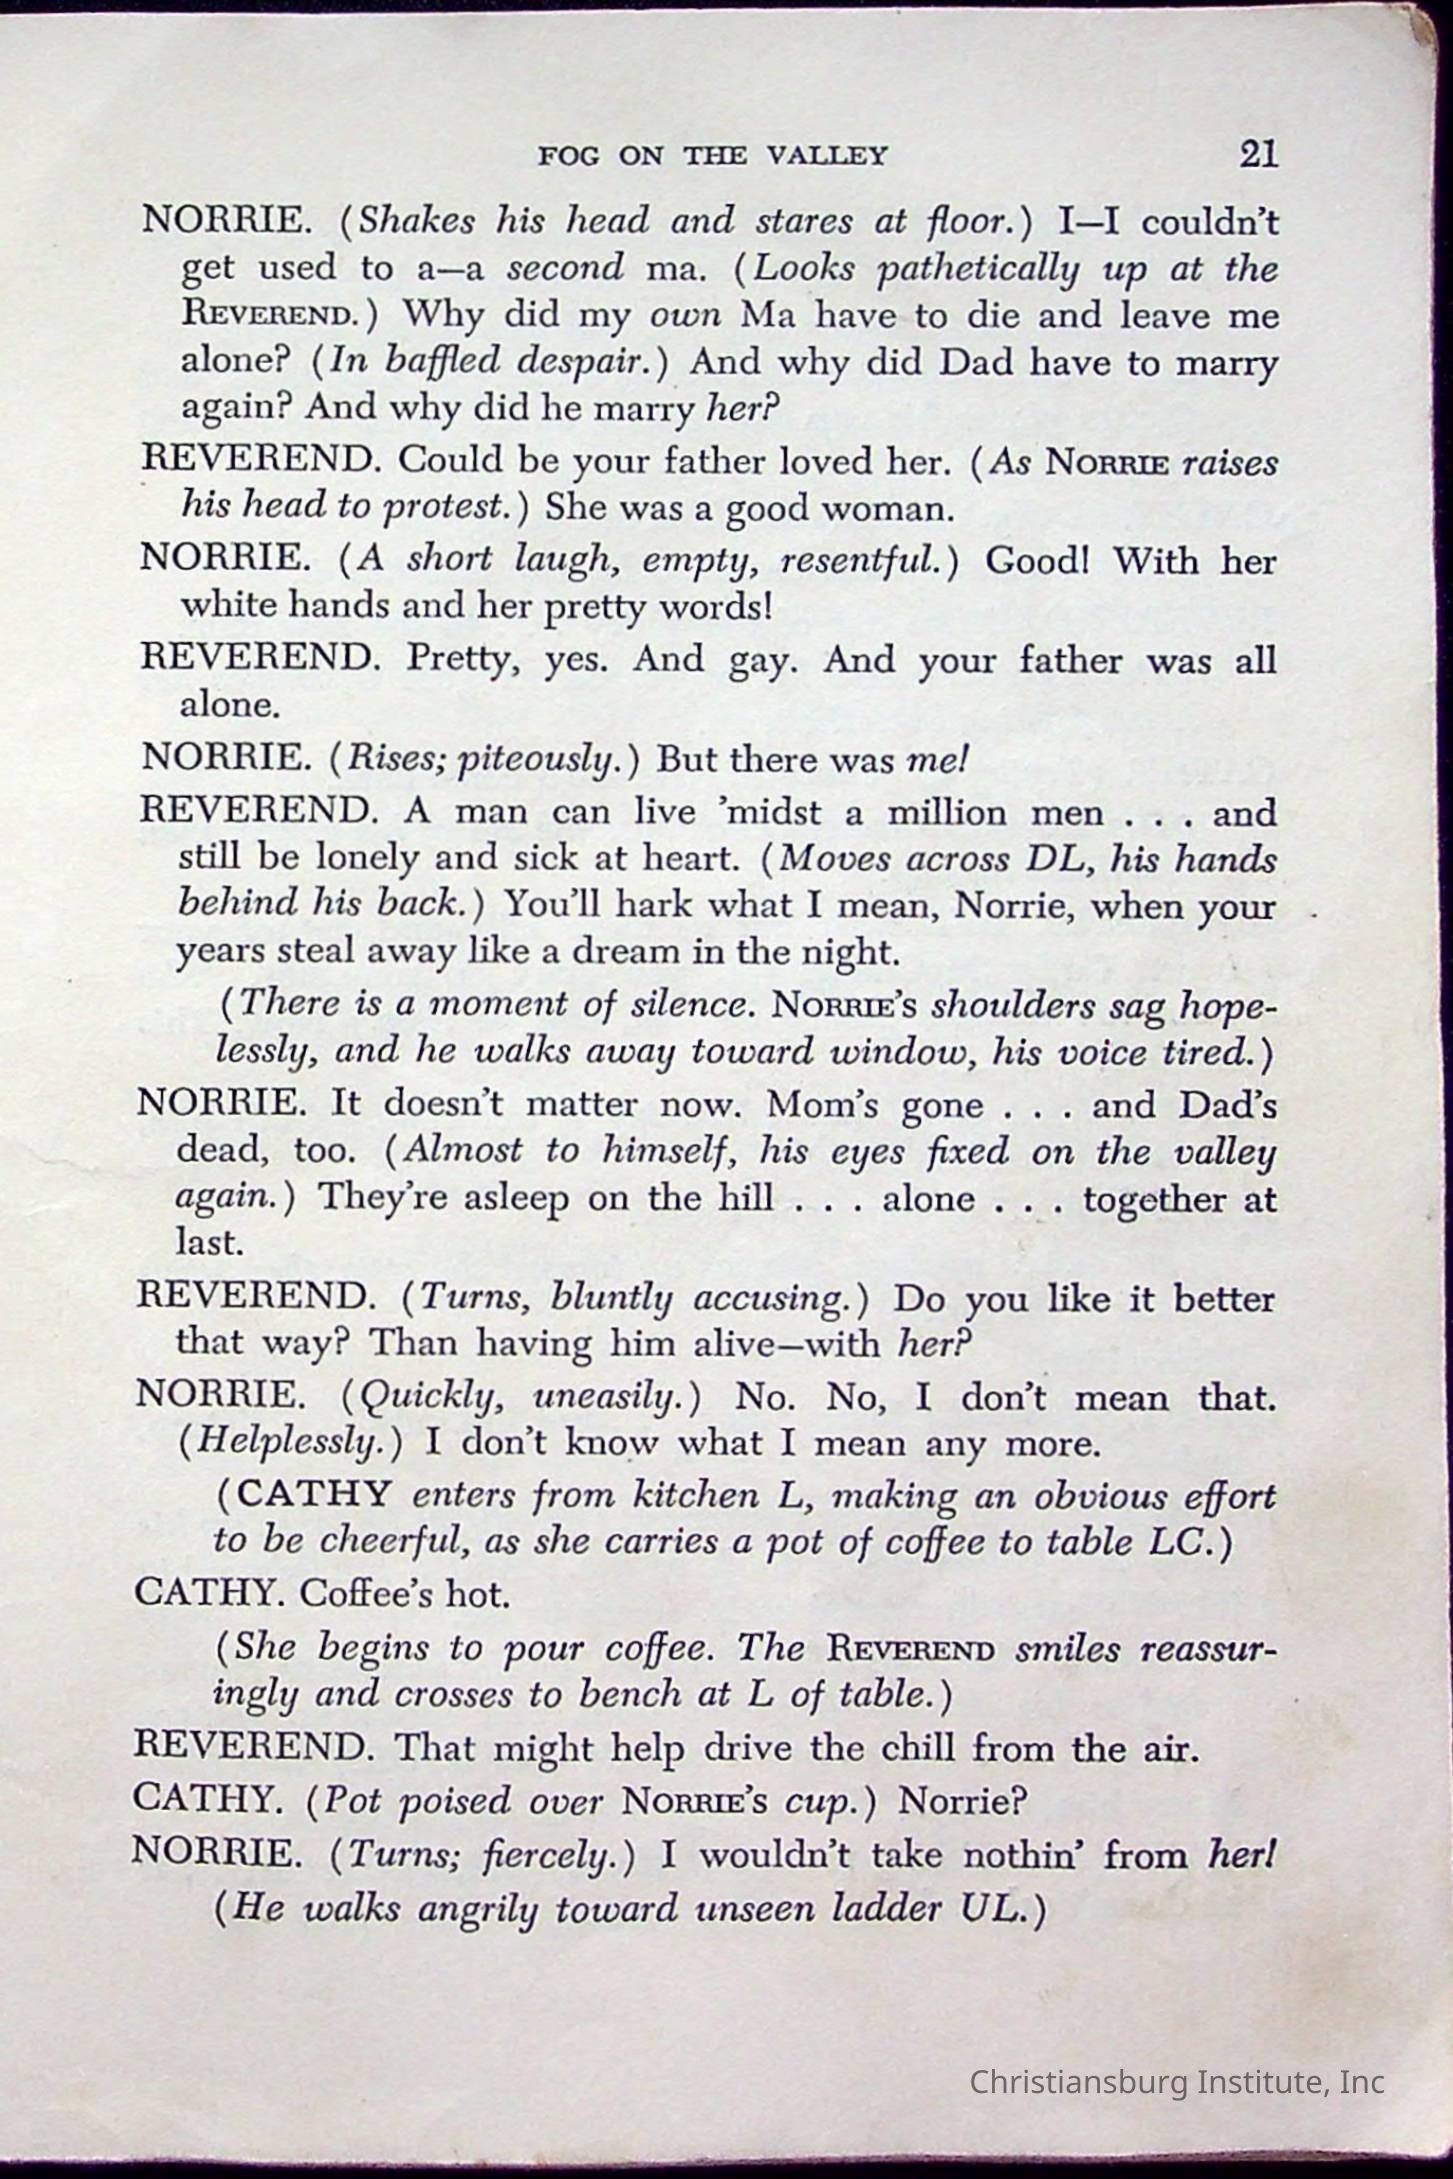 FOG ON THE VALLEY 21
NORRIE. (Shakes his head and stares at floor.) I—I couldn't
get used to a—a second ma. (Looks pathetically up at the
REVEREND.) Why did my own Ma have to die and leave me
alone? (In baffled despair.) And why did Dad have to marry
again? And why did he marry her?
REVEREND. Could be your father loved her. (As NORRIE raises
his head to protest.) She was a good woman.
NORRIE. (A short laugh, empty, resentful.) Good! With her
white hands and her pretty words!
REVEREND. Pretty, yes. And gay. And your father was all
alone.
NORRIE. (Rises; piteously.) But there was me!
REVEREND. A man can live 'midst a million men . . . and
still be lonely and sick at heart. (Moves across DL, his hands
behind his back.) You'll hark what I mean, Norrie, when your
years steal away like a dream in the night.
(There is a moment of silence. NORRIE'S shoulders sag hope-
lessly, and he walks away toward window, his voice tired.)
NORRIE. It doesn't matter now. Mom's gone . . . and Dad's
dead, too. (Almost to himself, his eyes fixed on the valley
again.) They're asleep on the hill . . . alone . . . together at
last.
REVEREND. (Turns, bluntly accusing.) Do you like it better
that way? Than having him alive—with her?
NORRIE. (Quickly, uneasily.) No. No, I don't mean that.
(Helplessly.) I don't know what I mean any more.
(CATHY enters from kitchen L, making an obvious effort
to be cheerful, as she carries a pot of coffee to table LC.)
CATHY. Coffee's hot.
(She begins to pour coffee. The REVEREND smiles reassur-
ingly and crosses to bench at L of table.)
REVEREND. That might help drive the chill from the air.
CATHY. (Pot poised over NORRIE'S cup.) Norrie?
NORRIE. (Turns; fiercely.) I wouldn't take nothin' from her!
(He walks angrily toward unseen ladder UL.)
Christiansburg Institute, Inc